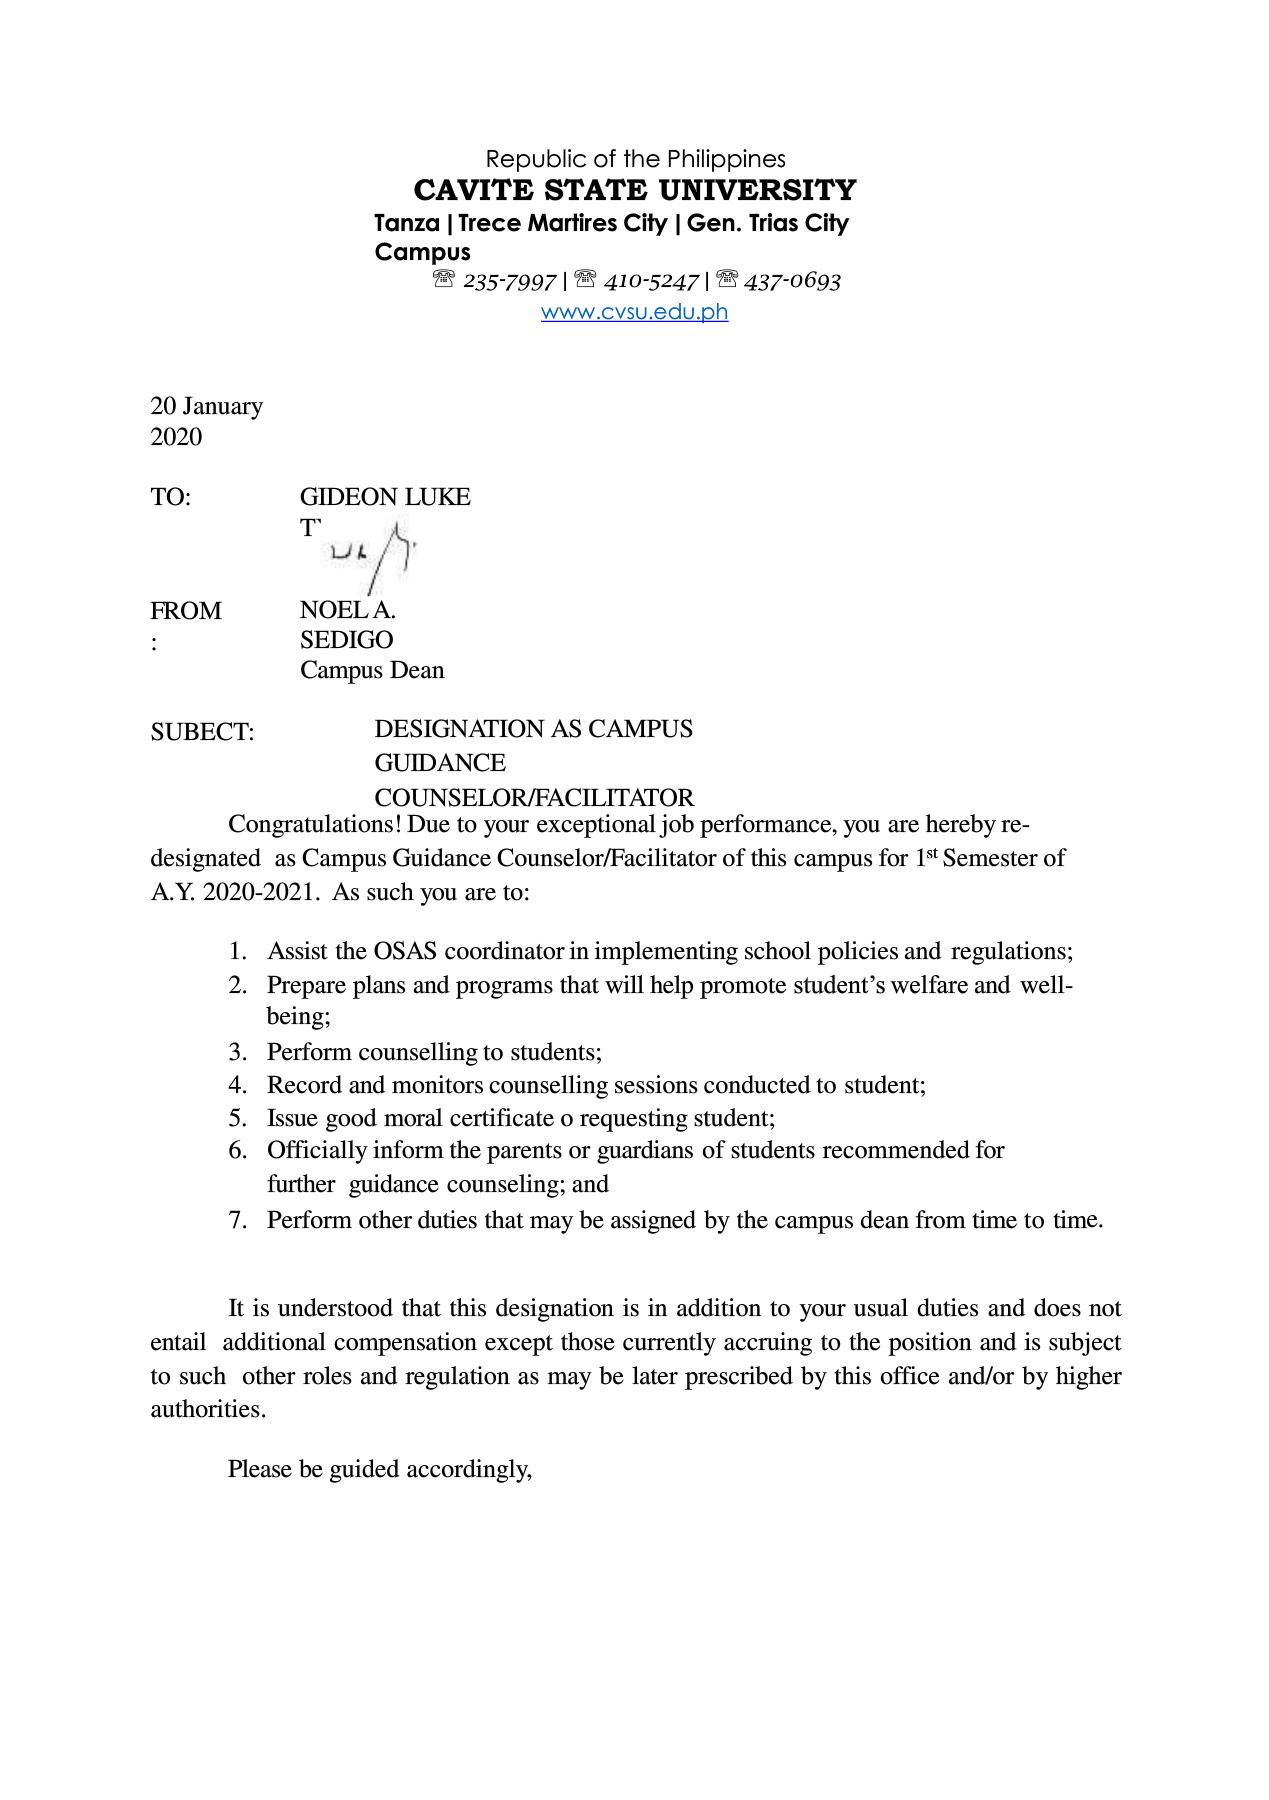 Republic of the Philippines
CAVITE STATE UNIVERSITY
Tanza | Trece Martires City | Gen. Trias City
Campus
☏ 235-7997 | ☏ 410-5247 | ☏ 437-0693
www.cvsu.edu.ph
20 January
2020
TO: GIDEON LUKE
FROM
: NOEL A.
SEDIGO
Campus Dean
SUBECT: DESIGNATION AS CAMPUS
GUIDANCE
COUNSELOR/FACILITATOR
Congratulations! Due to your exceptional job performance, you are hereby re-
designated as Campus Guidance Counselor/Facilitator of this campus for 1st Semester of
A.Y. 2020-2021. As such you are to:
1. Assist the OSAS coordinator in implementing school policies and regulations;
2. Prepare plans and programs that will help promote student’s welfare and well-
being;
3. Perform counselling to students;
4. Record and monitors counselling sessions conducted to student;
5. Issue good moral certificate o requesting student;
6. Officially inform the parents or guardians of students recommended for
further guidance counseling; and
7. Perform other duties that may be assigned by the campus dean from time to time.
It is understood that this designation is in addition to your usual duties and does not
entail additional compensation except those currently accruing to the position and is subject
to such other roles and regulation as may be later prescribed by this office and/or by higher
authorities.
Please be guided accordingly,